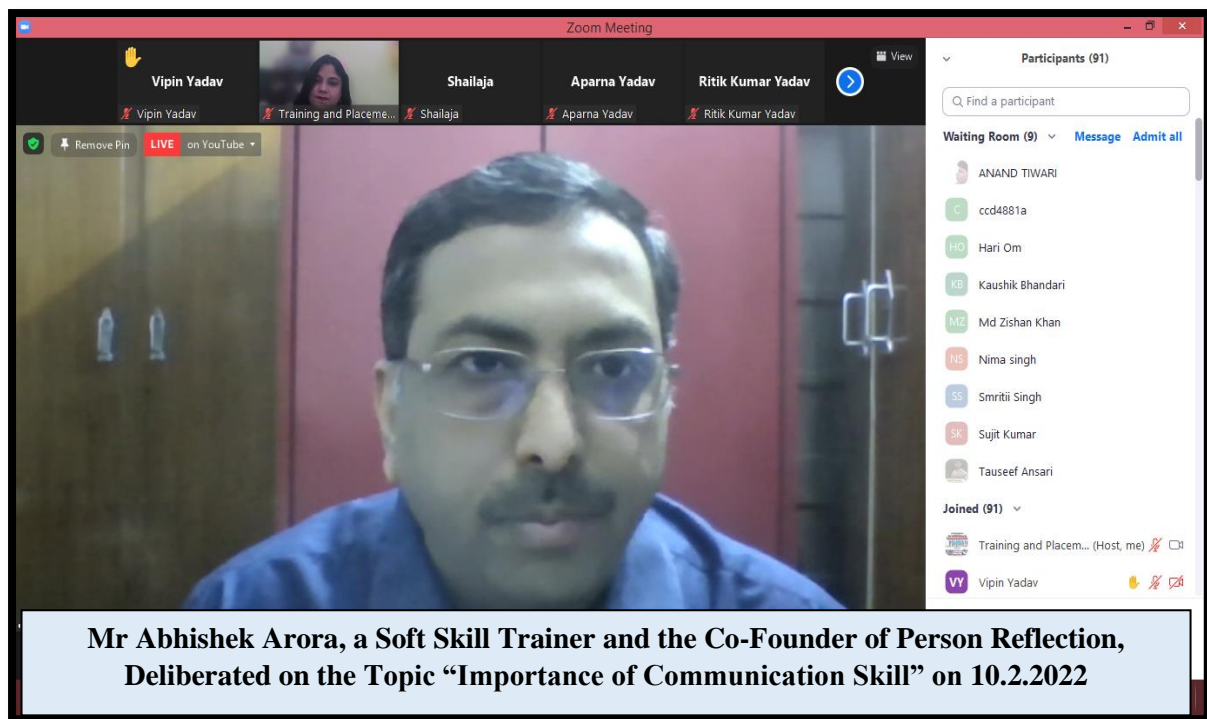 Zoom Meeting
Vipin Yadav
Shailaja
Aparna Yadav
Ritik Kumar Yadav
View
Vipin Yadav
Training and Placeme...
Shailaja
Aparna Yadav
Ritik Kumar Yadav
Remove Pin
LIVE on YouTube
Participants (91)
Find a participant
Waiting Room (9) Message Admit all
ANAND TIWARI
C ccd4881a
HO Hari Om
KB Kaushik Bhandari
MZ Md Zishan Khan
NS Nima singh
SS Smritii Singh
SK Sujit Kumar
Tauseef Ansari
Joined (91)
Training and Placem... (Host, me)
VY Vipin Yadav
Mr Abhishek Arora, a Soft Skill Trainer and the Co-Founder of Person Reflection,
Deliberated on the Topic “Importance of Communication Skill” on 10.2.2022